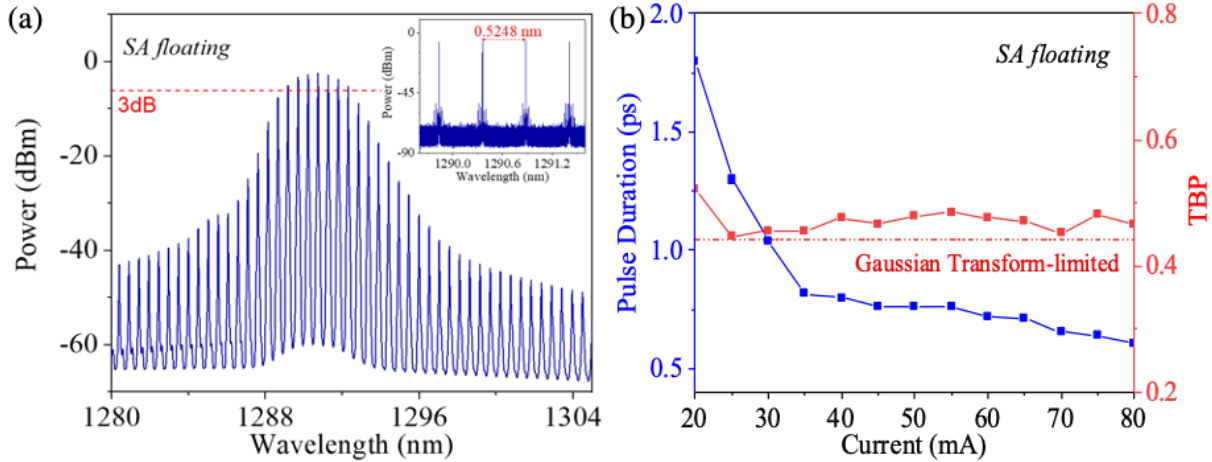 (a)
SA floating
3dB
0
-20
-40
-60
Power (dBm)
1280
1288
1296
1304
Wavelength (nm)
0.5248 nm
0
-45
-90
Power (dBm)
1290.0
1290.6
1291.2
Wavelength (nm)
(b)
SA floating
Gaussian Transform-limited
2.0
1.5
1.0
0.5
Pulse Duration (ps)
0.8
0.6
0.4
0.2
TBP
20
30
40
50
60
70
80
Current (mA)